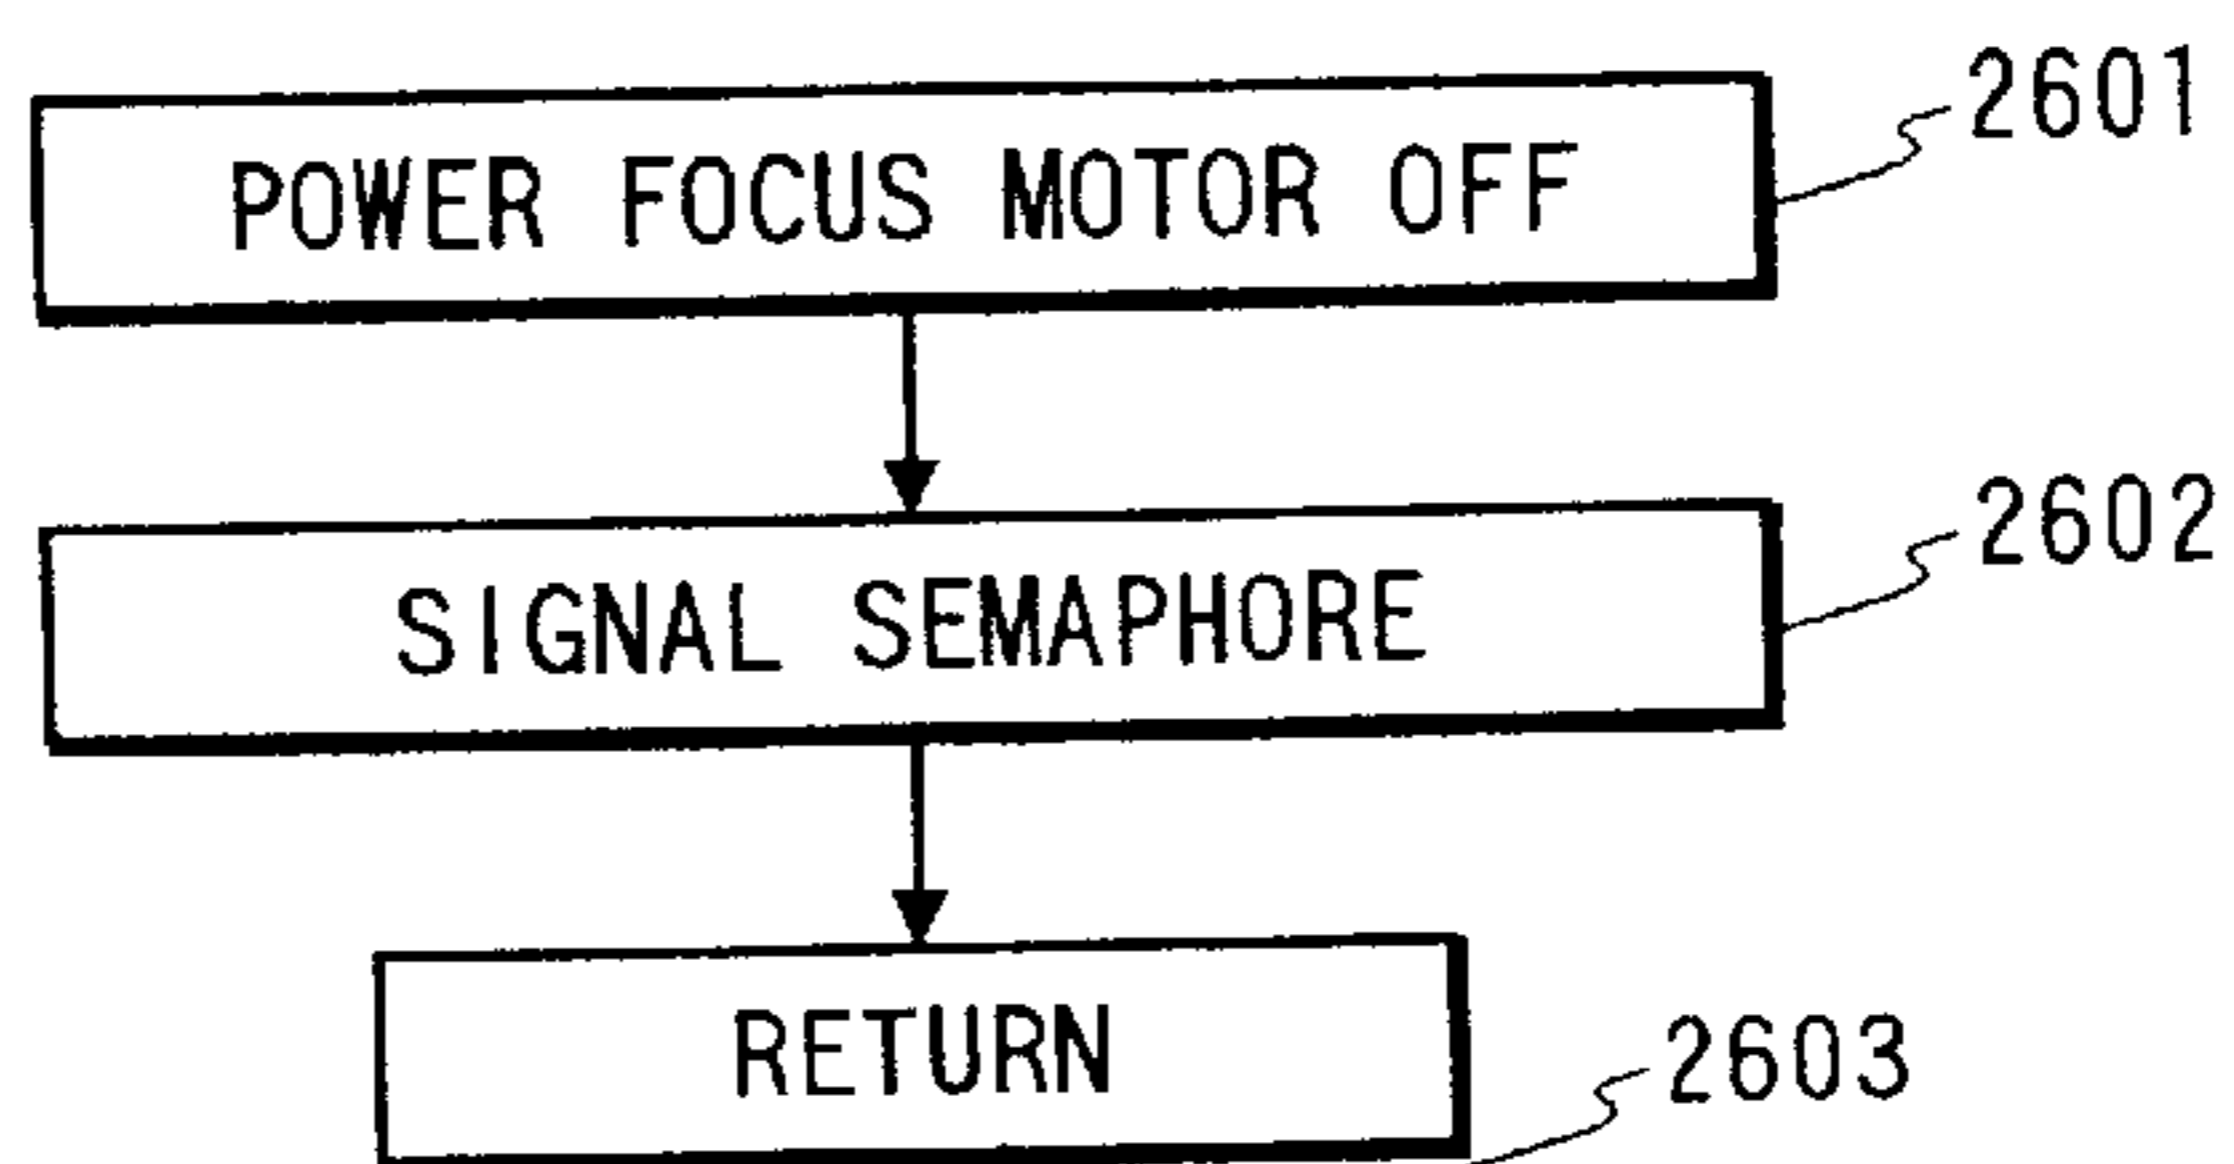 POWER FOCUS MOTOR OFF
2601
SIGNAL SEMAPHORE
2602
RETURN
2603